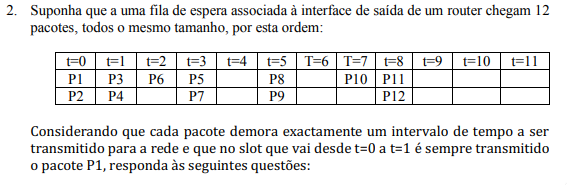 2. Suponha que a uma fila de espera associada à interface de saída de um router chegam 12
pacotes, todos o mesmo tamanho, por esta ordem:
t=0 t=1 t=2 t=3 t=4 t=5 T=6 T=7 t=8 t=9 t=10 t=11
P1 P3 P6 P5 P8 P10 P11
P2 P4 P7 P9 P12
Considerando que cada pacote demora exactamente um intervalo de tempo a ser
transmitido para a rede e que no slot que vai desde t=0 a t=1 é sempre transmitido
o pacote P1, responda às seguintes questões: